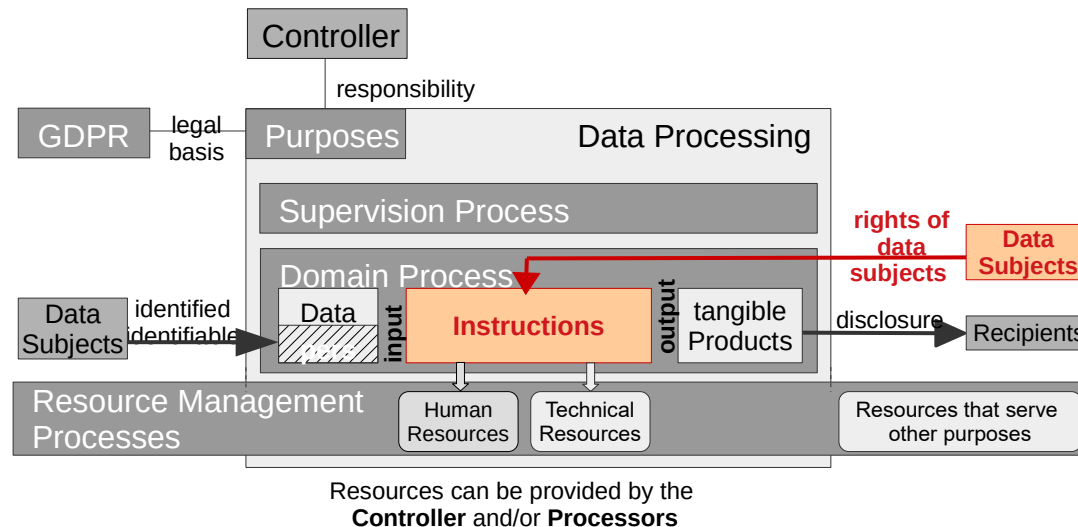 Controller
responsibility
GDPR
legal
basis
Purposes
Data Processing
Supervision Process
rights of
data
subjects
Data
Subjects
Domain Process
Data
Subjects
identified
identifiable
Data
pers.
input
Instructions
output
tangible
Products
disclosure
Recipients
Resource Management
Processes
Human
Resources
Technical
Resources
Resources that serve
other purposes
Resources can be provided by the
Controller and/or Processors